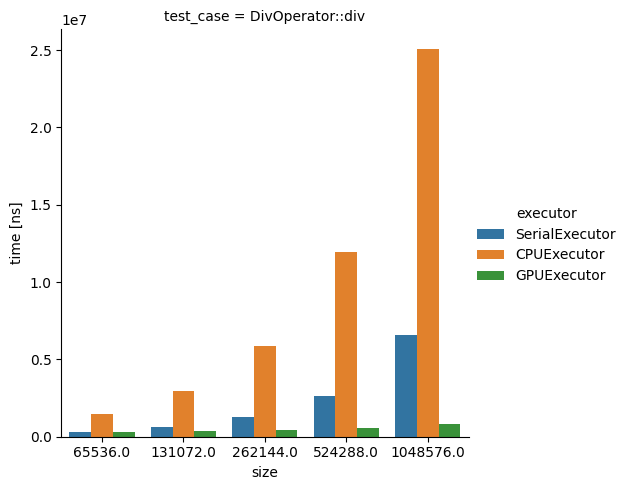 1e7
test_case = DivOperator::div
2.5
2.0
1.5
1.0
0.5
0.0
time [ns]
65536.0 131072.0 262144.0 524288.0 1048576.0
size
executor
SerialExecutor
CPUExecutor
GPUExecutor